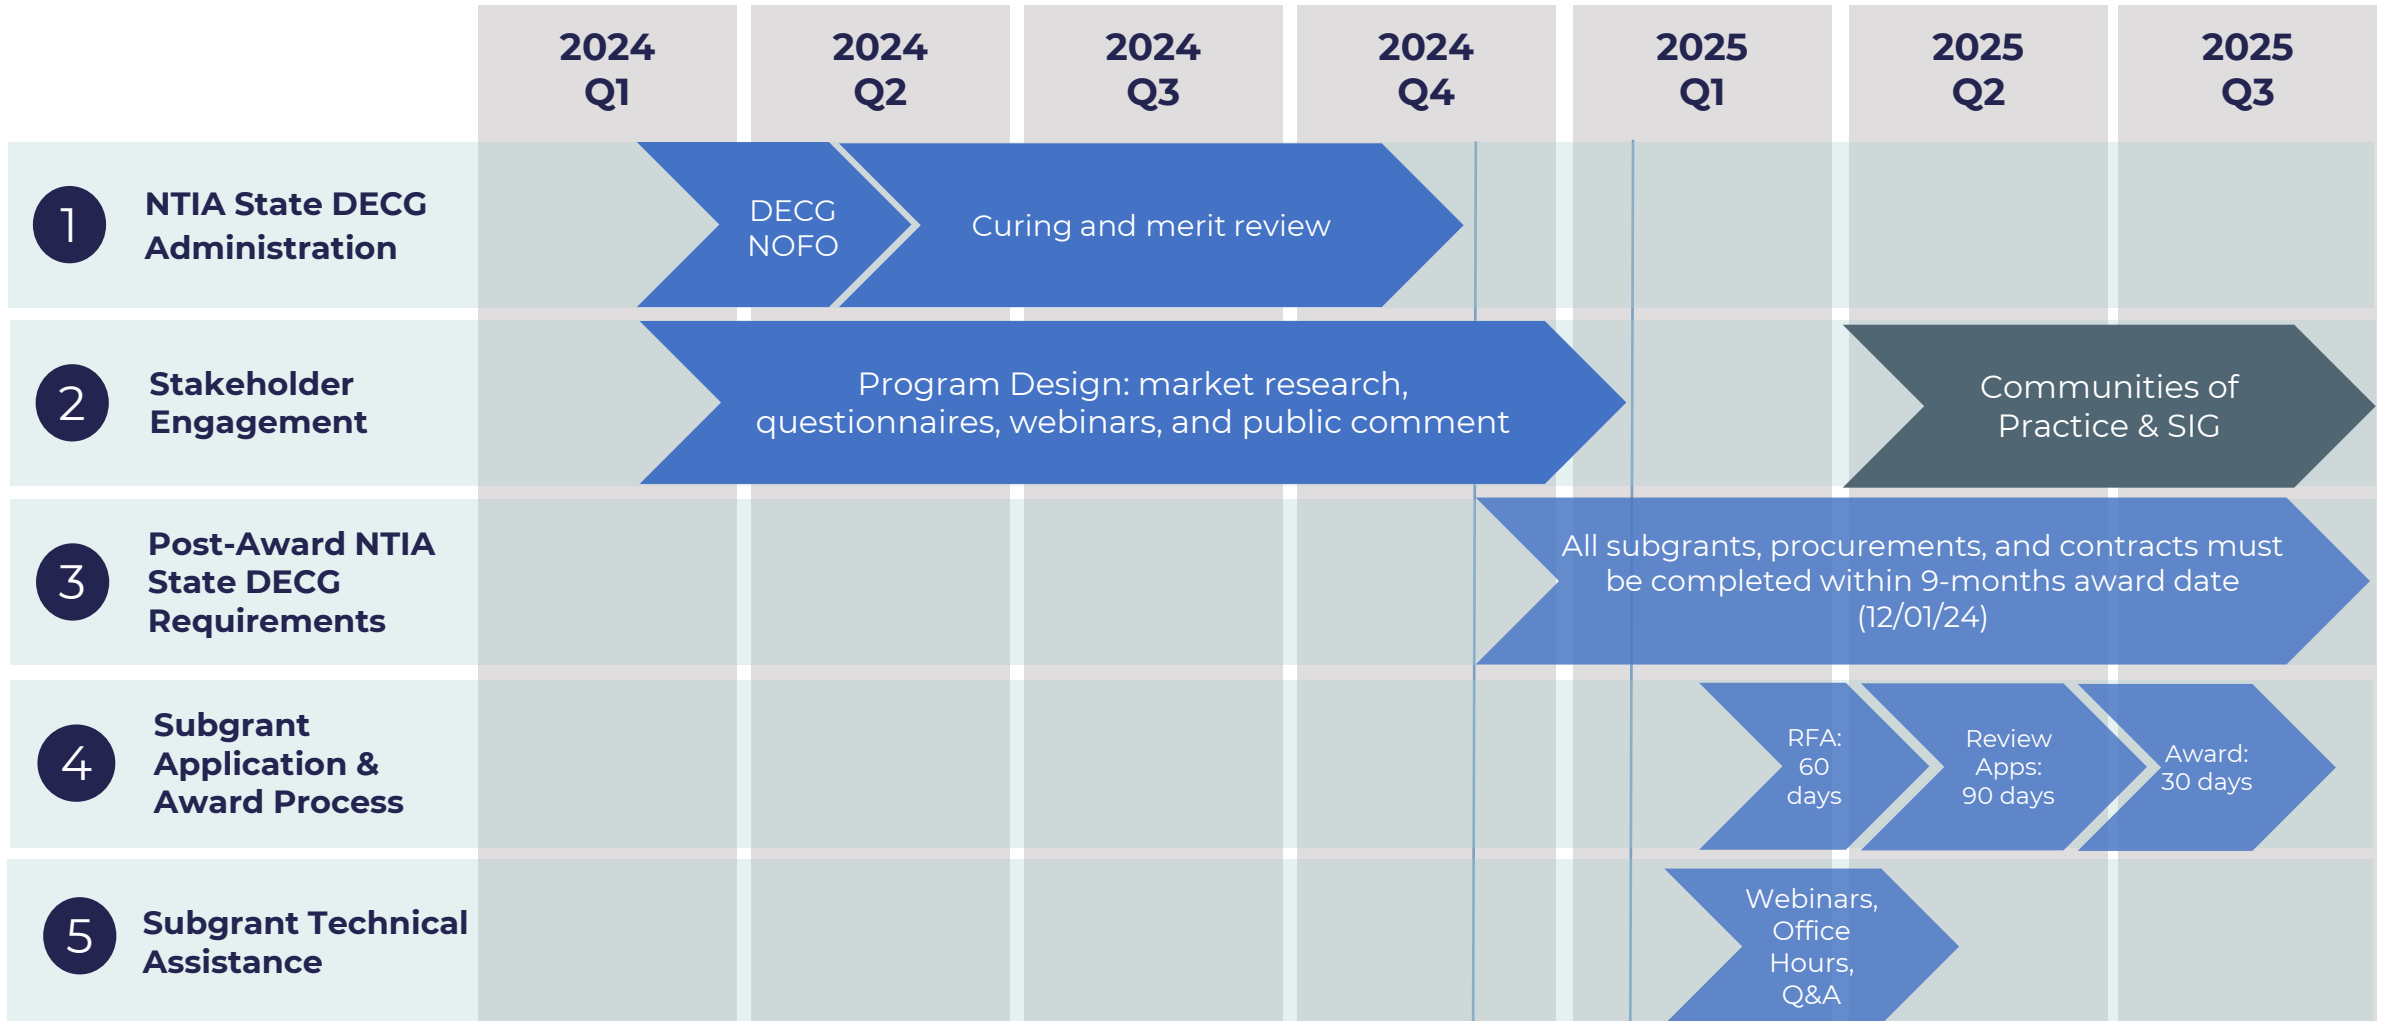 2024
Q1
2024
Q2
2024
Q3
2024
Q4
2025
Q1
2025
Q2
2025
Q3
1
NTIA State DECG
Administration
DECG
NOFO
Curing and merit review
2
Stakeholder
Engagement
Program Design: market research,
questionnaires, webinars, and public comment
Communities of
Practice & SIG
3
Post-Award NTIA
State DECG
Requirements
All subgrants, procurements, and contracts must
be completed within 9-months award date
(12/01/24)
4
Subgrant
Application &
Award Process
RFA:
60
days
Review
Apps:
90 days
Award:
30 days
5
Subgrant Technical
Assistance
Webinars,
Office
Hours,
Q&A